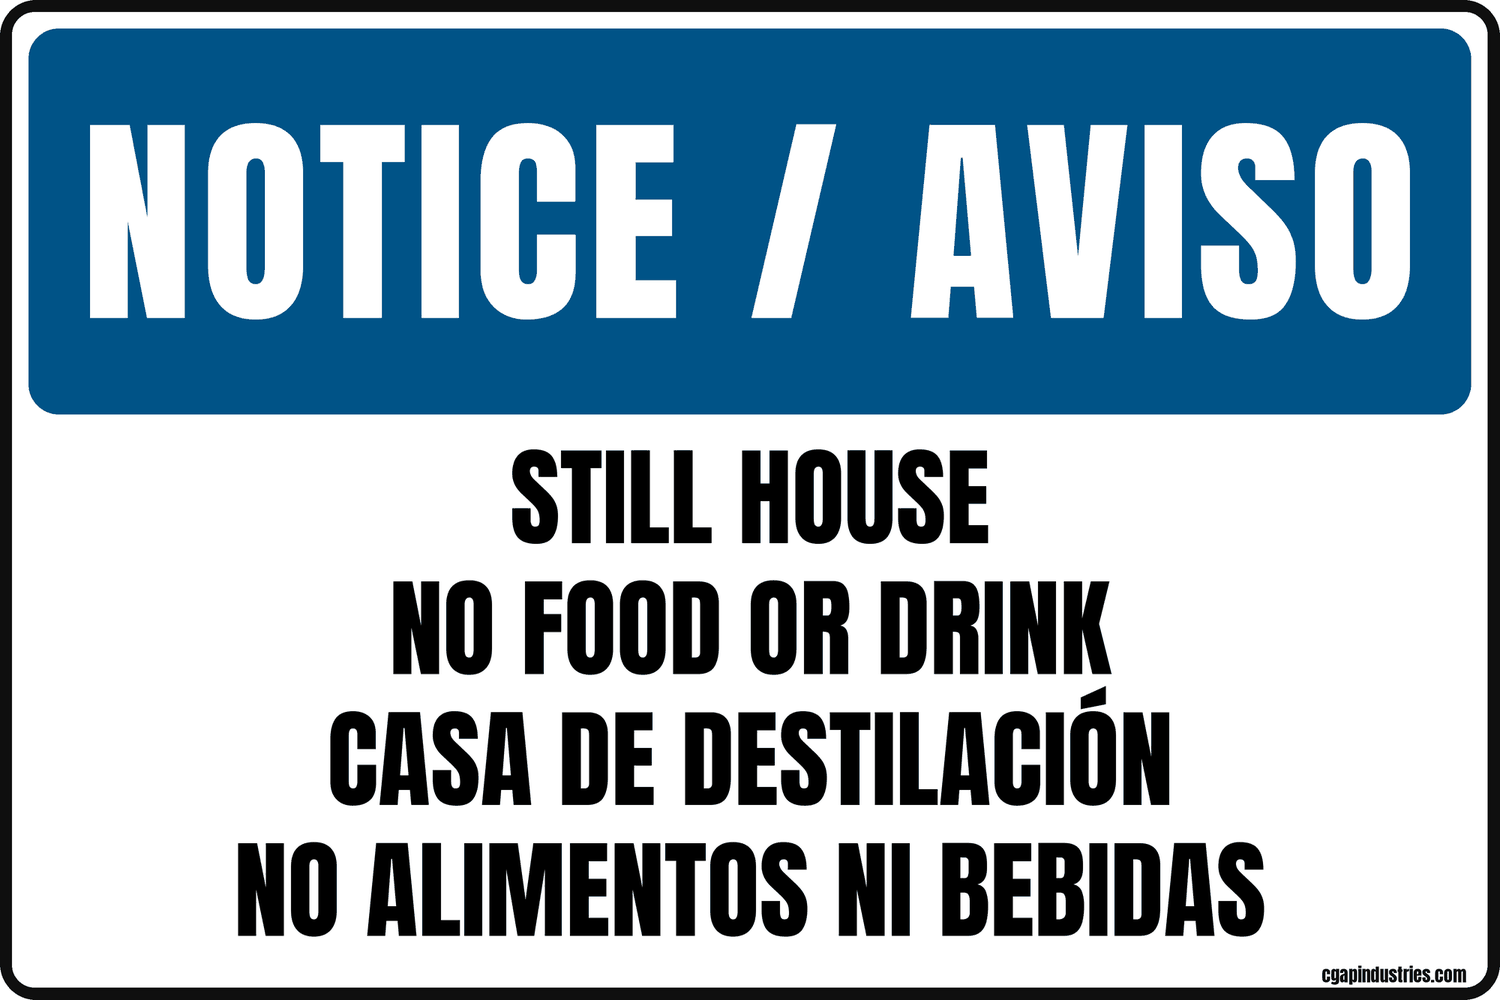 NOTICE / AVISO
STILL HOUSE
NO FOOD OR DRINK
CASA DE DESTILACIÓN
NO ALIMENTOS NI BEBIDAS
cgapindustries.com